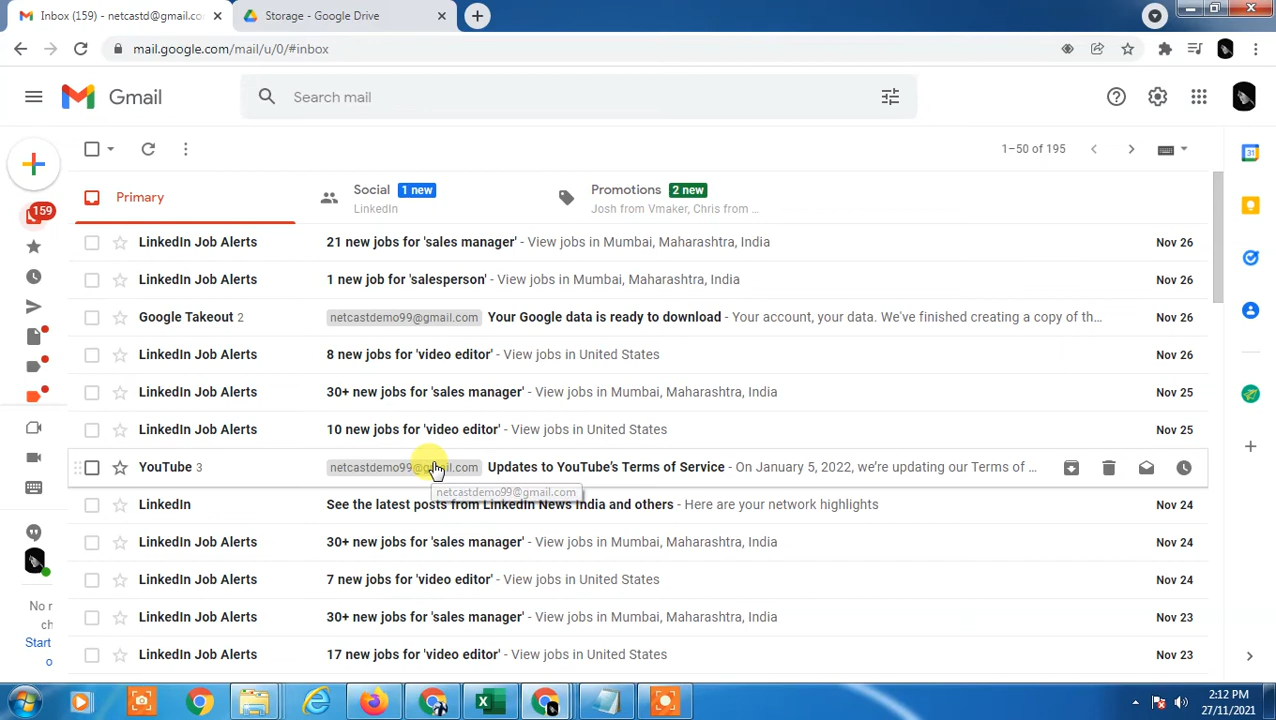 Inbox (159) - netcastd@gmail.co
Storage - Google Drive
mail.google.com/mail/u/0/#inbox
Gmail
Search mail
1–50 of 195
Primary
Social 1 new
LinkedIn
Promotions 2 new
Josh from Vmaker, Chris from ...
159
LinkedIn Job Alerts 21 new jobs for 'sales manager' - View jobs in Mumbai, Maharashtra, India Nov 26
LinkedIn Job Alerts 1 new job for 'salesperson' - View jobs in Mumbai, Maharashtra, India Nov 26
Google Takeout 2 netcastdemo99@gmail.com Your Google data is ready to download - Your account, your data. We've finished creating a copy of th... Nov 26
LinkedIn Job Alerts 8 new jobs for 'video editor' - View jobs in United States Nov 26
LinkedIn Job Alerts 30+ new jobs for 'sales manager' - View jobs in Mumbai, Maharashtra, India Nov 25
LinkedIn Job Alerts 10 new jobs for 'video editor' - View jobs in United States Nov 25
YouTube 3 netcastdemo99@gmail.com Updates to YouTube's Terms of Service - On January 5, 2022, we're updating our Terms of ...
netcastdemo99@gmail.com
LinkedIn See the latest posts from LinkedIn News India and others - Here are your network highlights Nov 24
LinkedIn Job Alerts 30+ new jobs for 'sales manager' - View jobs in Mumbai, Maharashtra, India Nov 24
LinkedIn Job Alerts 7 new jobs for 'video editor' - View jobs in United States Nov 24
LinkedIn Job Alerts 30+ new jobs for 'sales manager' - View jobs in Mumbai, Maharashtra, India Nov 23
LinkedIn Job Alerts 17 new jobs for 'video editor' - View jobs in United States Nov 23
No r
ch
Start
o
2:12 PM
27/11/2021